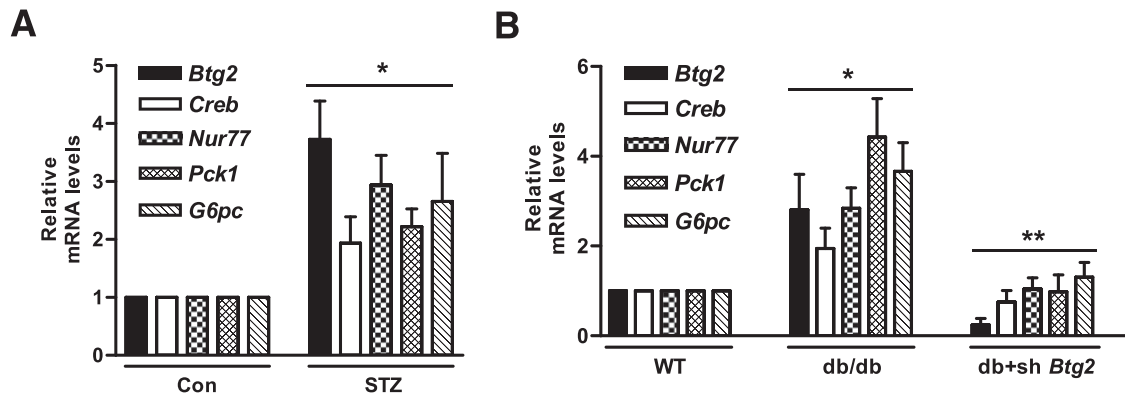 A
Relative
mRNA levels
5
4
3
2
1
0
Btg2
Creb
Nur77
Pck1
G6pc
*
Con
STZ
B
Relative
mRNA levels
6
4
2
0
Btg2
Creb
Nur77
Pck1
G6pc
*
**
WT
db/db
db+sh Btg2